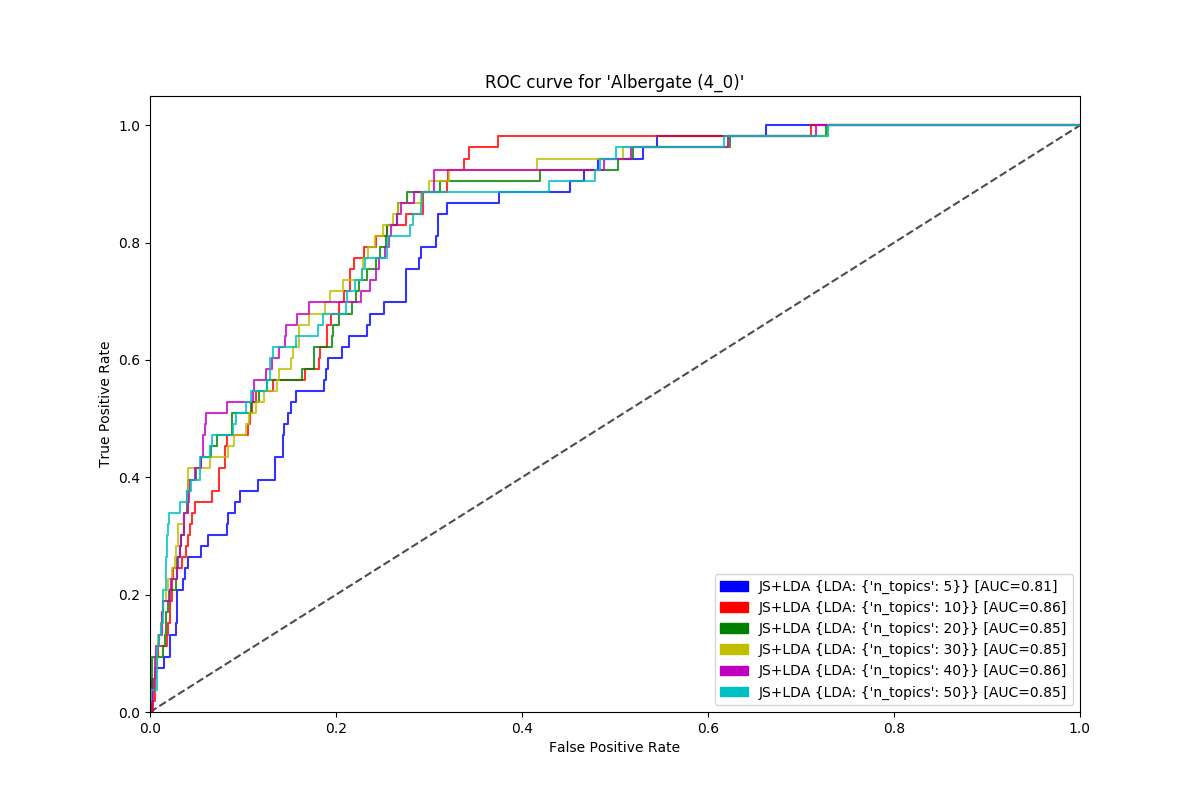 ROC curve for 'Albergate (4_0)'
True Positive Rate
1.0
0.8
0.6
0.4
0.2
0.0
0.0 0.2 0.4 0.6 0.8 1.0
False Positive Rate
JS+LDA {LDA: {'n_topics': 5}} [AUC=0.81]
JS+LDA {LDA: {'n_topics': 10}} [AUC=0.86]
JS+LDA {LDA: {'n_topics': 20}} [AUC=0.85]
JS+LDA {LDA: {'n_topics': 30}} [AUC=0.85]
JS+LDA {LDA: {'n_topics': 40}} [AUC=0.86]
JS+LDA {LDA: {'n_topics': 50}} [AUC=0.85]